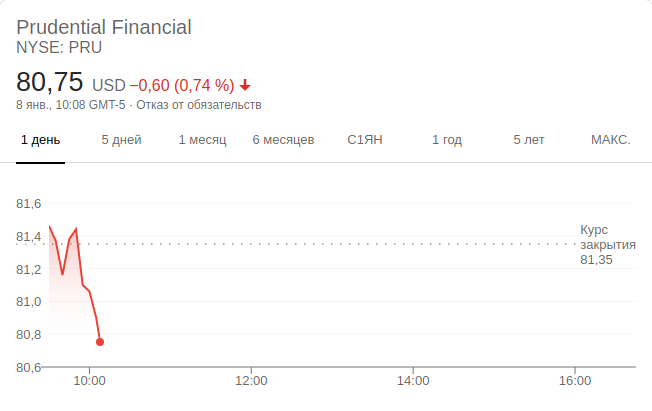 Prudential Financial
NYSE: PRU
80,75 USD −0,60 (0,74 %)
8 янв., 10:08 GMT-5 · Отказ от обязательств
1 день 5 дней 1 месяц 6 месяцев С1ЯН 1 год 5 лет МАКС.
81,6
81,4
81,2
81,0
80,8
80,6
Курс
закрытия
81,35
10:00 12:00 14:00 16:00